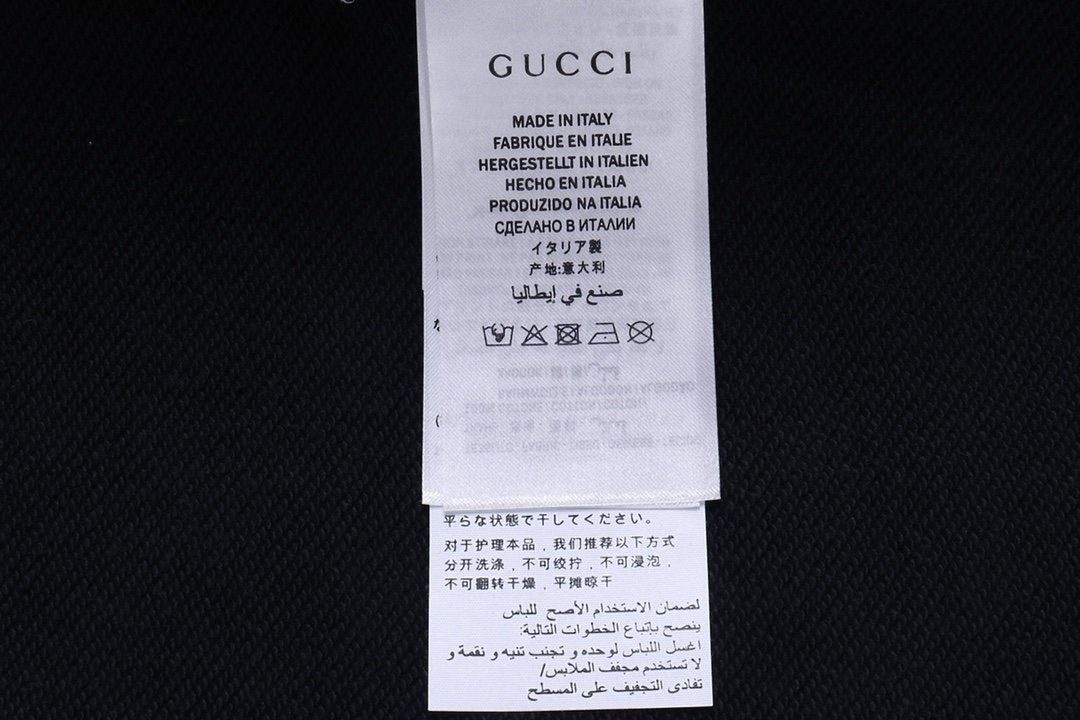 GUCCI
MADE IN ITALY
FABRIQUE EN ITALIE
HERGESTELLT IN ITALIEN
HECHO EN ITALIA
PRODUZIDO NA ITALIA
СДЕЛАНО В ИТАЛИИ
イタリア製
产地:意大利
صنع في إيطاليا
平らな状態で干してください。
对于护理本品，我们推荐以下方式
分开洗涤，不可绞拧，不可浸泡，
不可翻转干燥，平摊晾干
لضمان الاستخدام الأصح للباس
ينصح بإتباع الخطوات التالية:
اغسل اللباس لوحده و تجنب تنيه و نقعة و
لا تستخدم مجفف الملابس/
تفادى التجفيف على المسطح